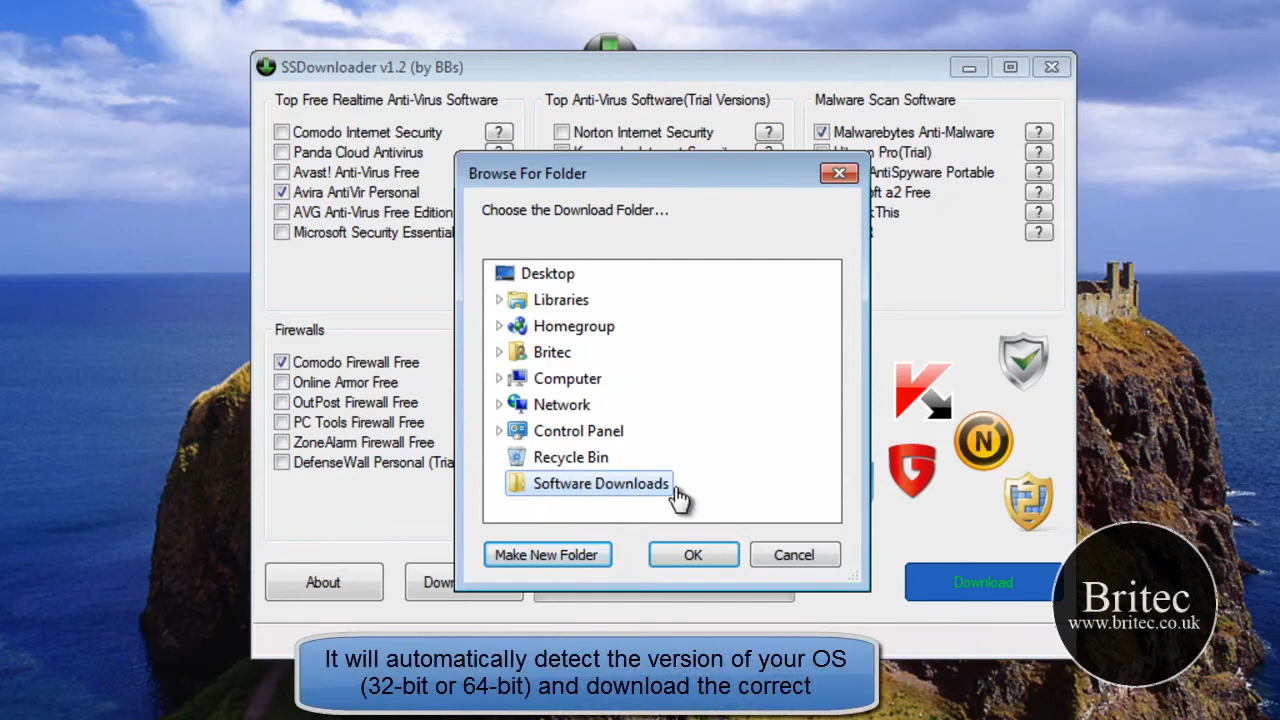 SSDownloader v1.2 (by BBs)
Top Free Realtime Anti-Virus Software
Comodo Internet Security ?
Panda Cloud Antivirus
Avast! Anti-Virus Free
Avira AntiVir Personal
AVG Anti-Virus Free Edition
Microsoft Security Essential
Top Anti-Virus Software(Trial Versions)
Norton Internet Security ?
Malware Scan Software
Malwarebytes Anti-Malware ?
Pro(Trial) ?
AntiSpyware Portable ?
oft a2 Free ?
kThis ?
R ?
Firewalls
Comodo Firewall Free
Online Armor Free
OutPost Firewall Free
PC Tools Firewall Free
ZoneAlarm Firewall Free
DefenseWall Personal (Tria
Browse For Folder
Choose the Download Folder...
Desktop
Libraries
Homegroup
Britec
Computer
Network
Control Panel
Recycle Bin
Software Downloads
Make New Folder
OK
Cancel
About
Dow
Download
N
Britec
www.britec.co.uk
It will automatically detect the version of your OS
(32-bit or 64-bit) and download the correct